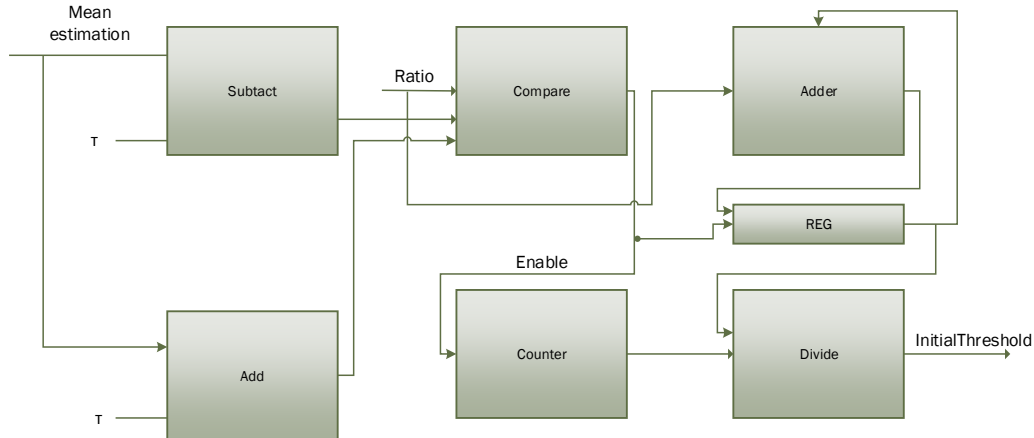 Mean
estimation
Subtact
Ratio
Compare
Adder
T
REG
Enable
InitialThreshold
Counter
Divide
Add
T